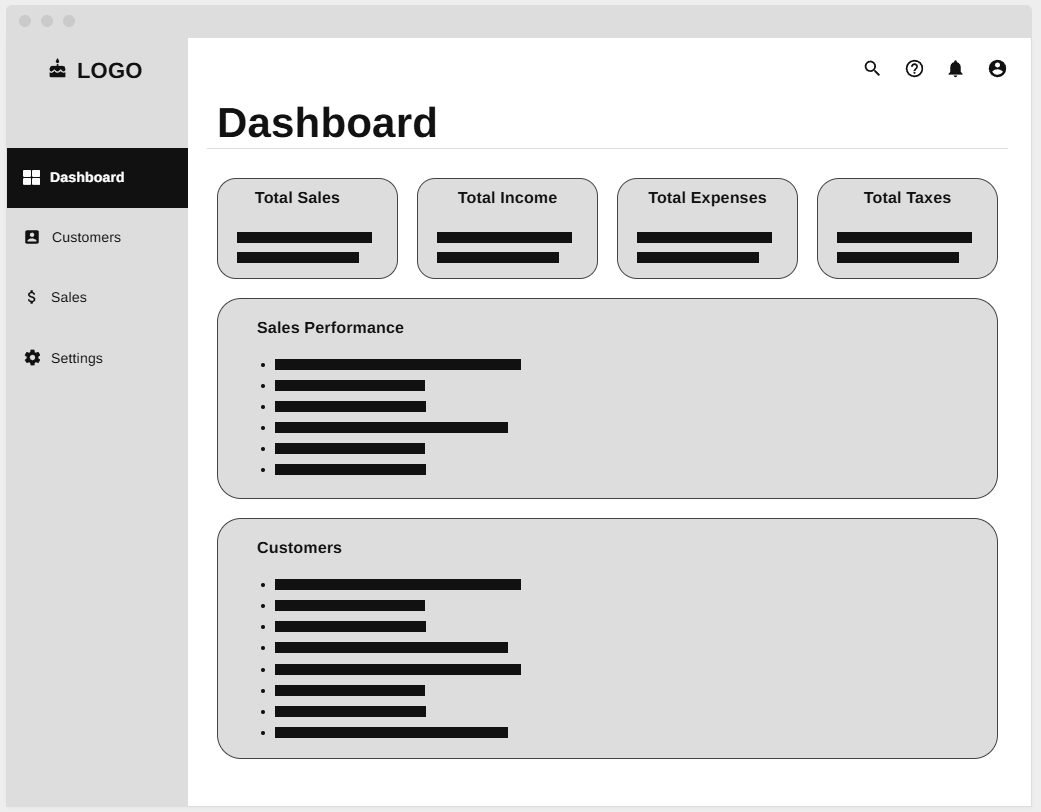 LOGO
Dashboard
Dashboard
Customers
Sales
Settings
Total Sales
Total Income
Total Expenses
Total Taxes
Sales Performance
Customers